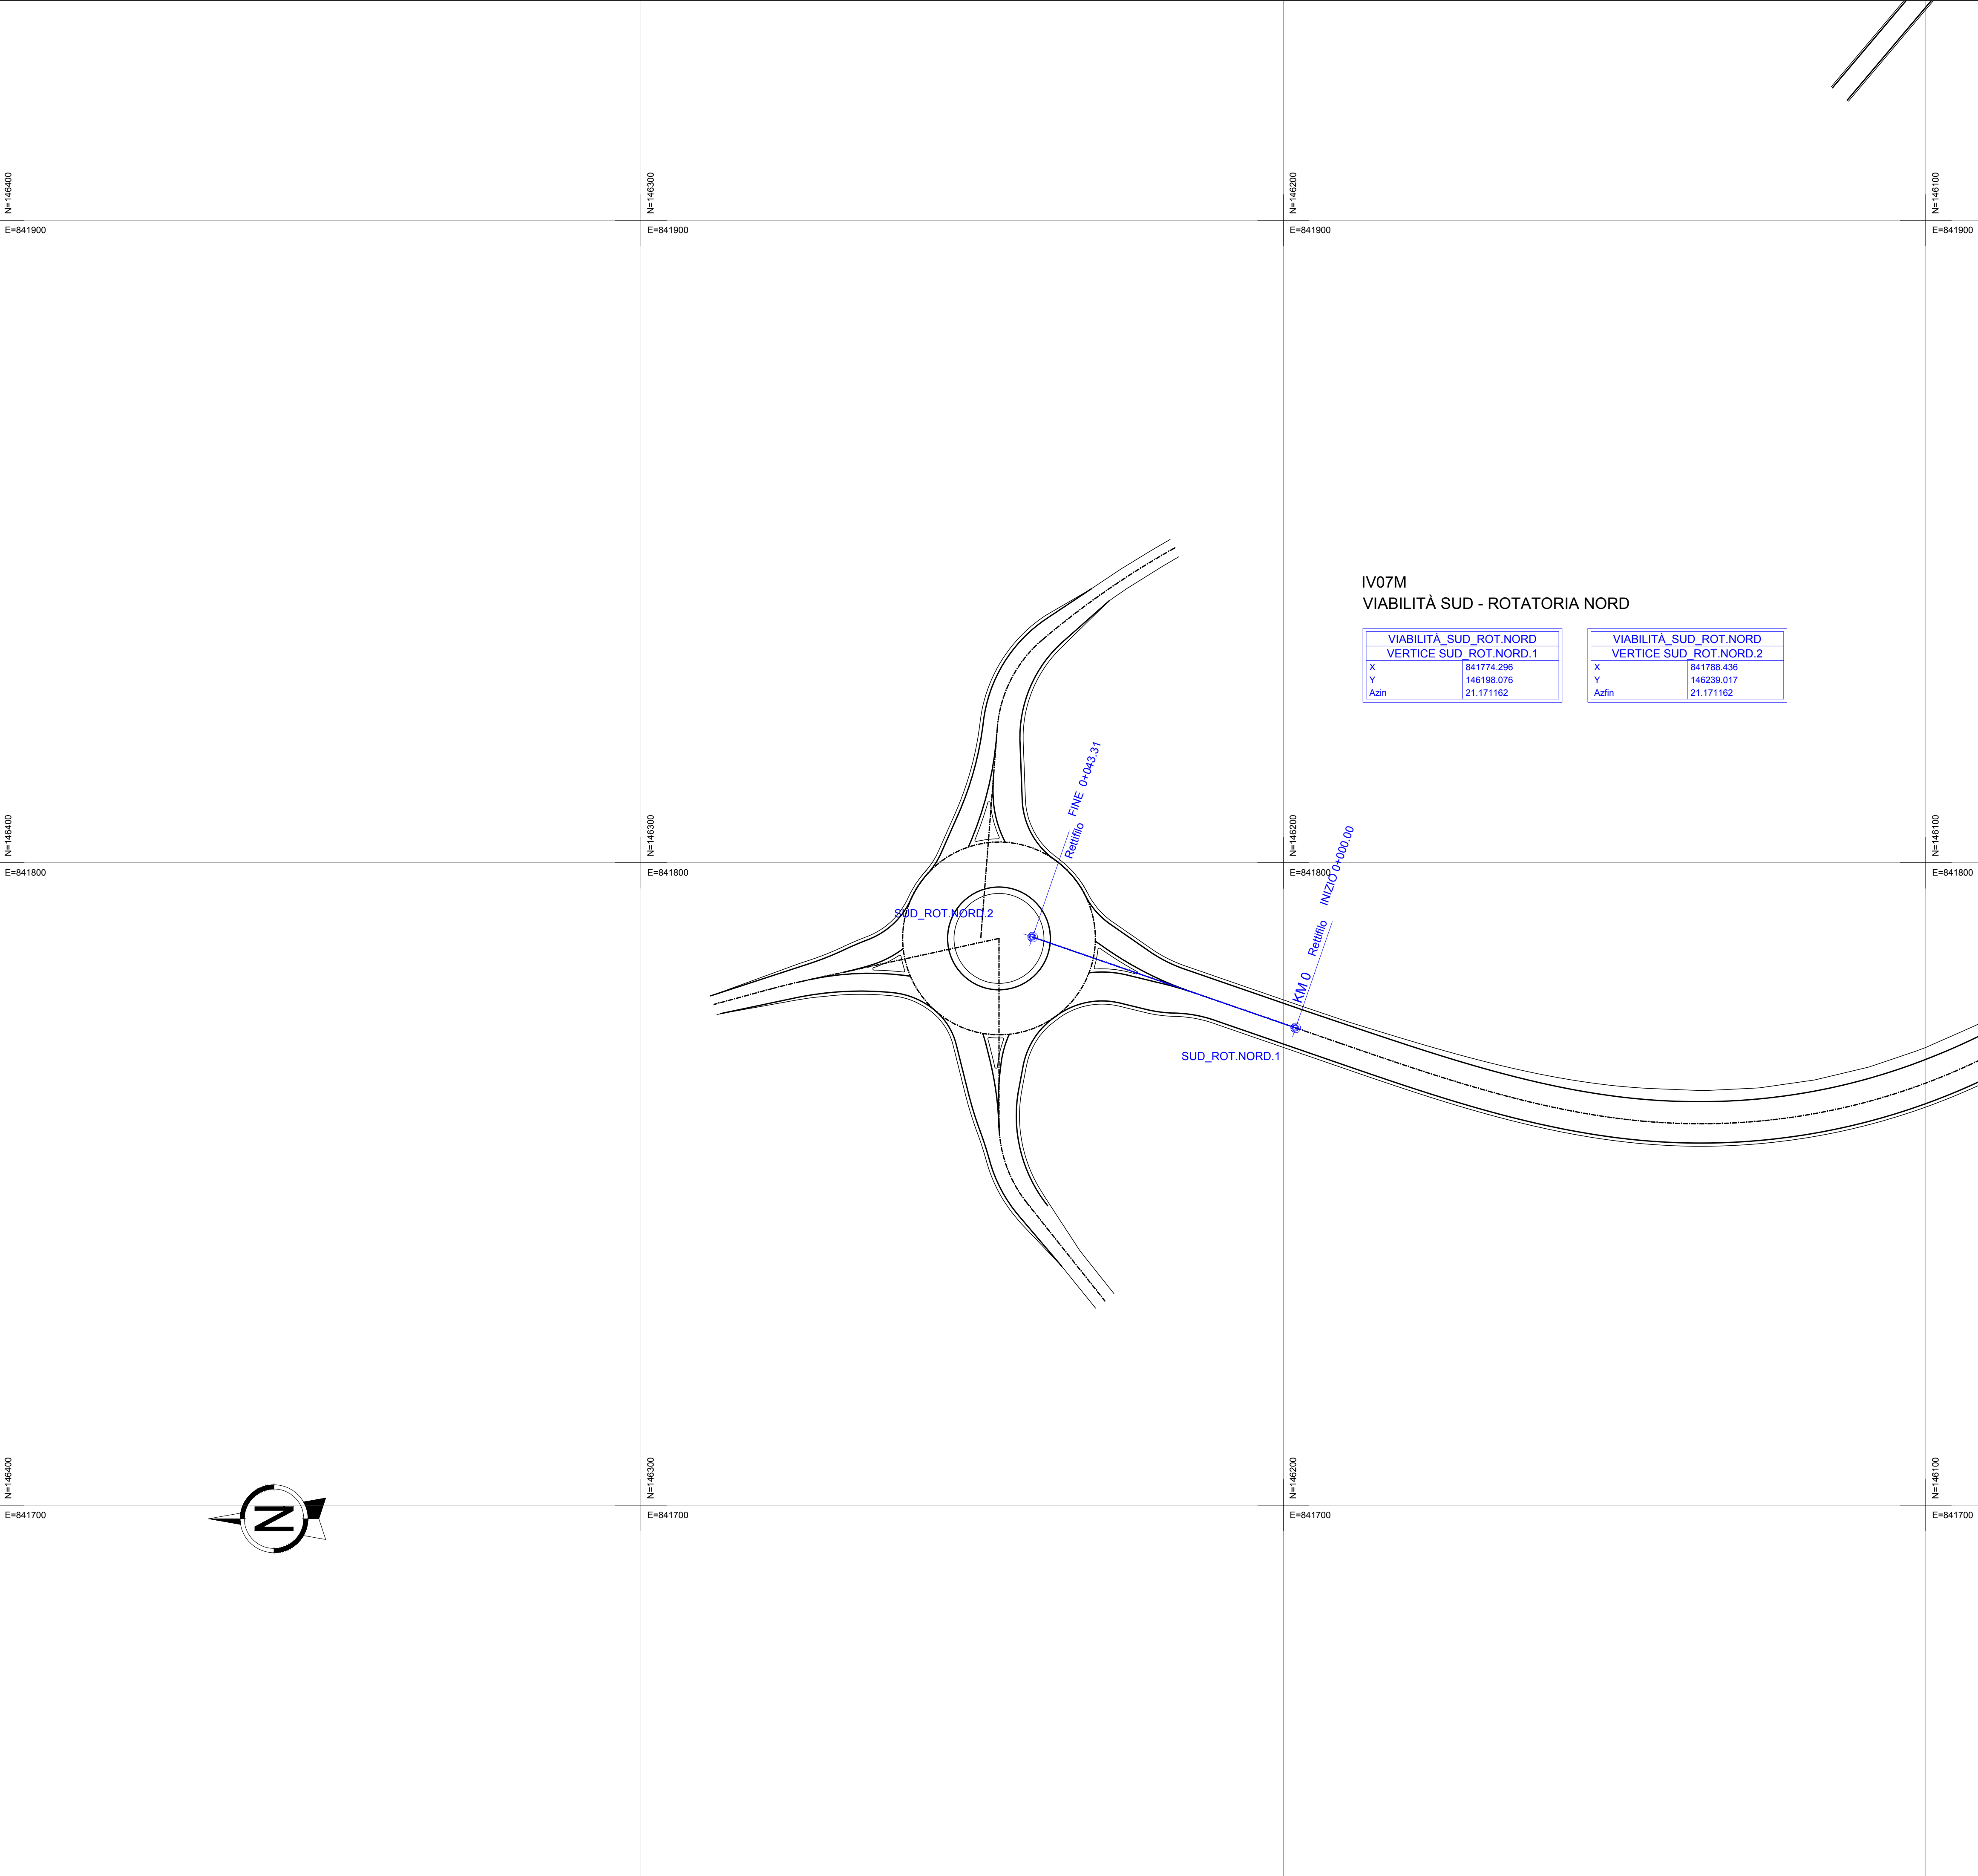 N=146400
N=146300
N=146200
N=146100
E=841900
E=841900
E=841900
E=841900
IV07M
VIABILITÀ SUD - ROTATORIA NORD
VIABILITÀ_SUD_ROT.NORD
VERTICE SUD_ROT.NORD.1
X 841774.296
Y 146198.076
Azin 21.171162
VIABILITÀ_SUD_ROT.NORD
VERTICE SUD_ROT.NORD.2
X 841788.436
Y 146239.017
Azfin 21.171162
Rettifilo FINE 0+043.31
KM 0 Rettifilo INIZIO 0+000.00
N=146400
N=146300
N=146200
N=146100
E=841800
E=841800
E=841800
E=841800
SUD_ROT.NORD.2
SUD_ROT.NORD.1
N=146400
N=146300
N=146200
N=146100
E=841700
E=841700
E=841700
E=841700
N